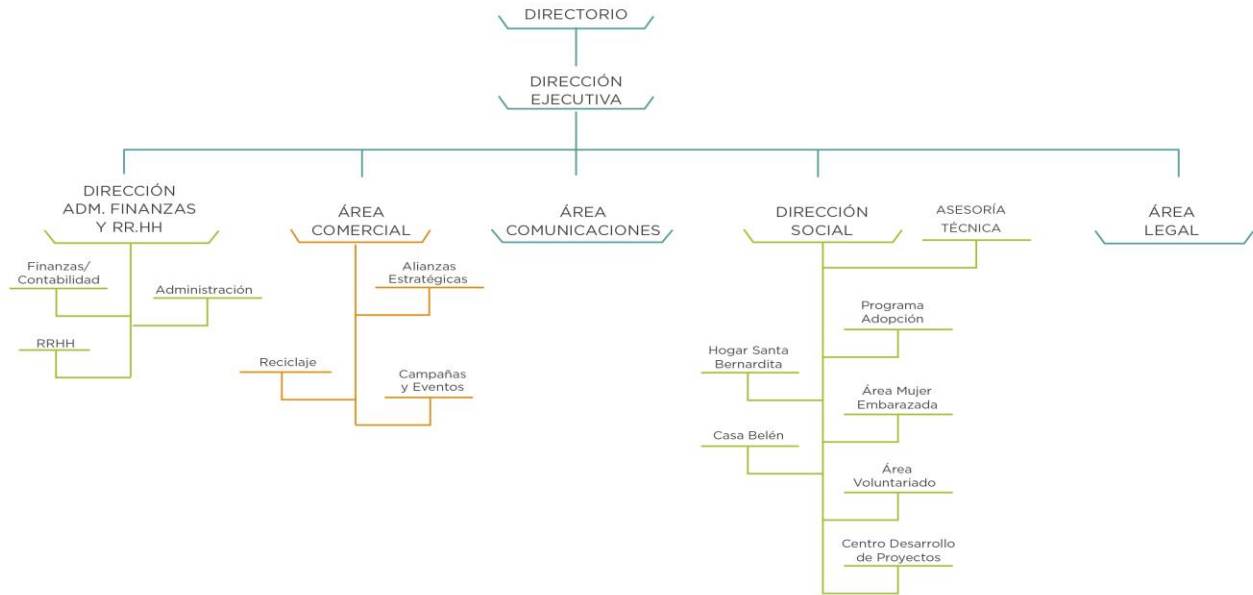 DIRECTORIO
DIRECCIÓN
EJECUTIVA
DIRECCIÓN
ADM. FINANZAS
Y RR.HH
Finanzas/
Contabilidad
Administración
RRHH
ÁREA
COMERCIAL
Alianzas
Estratégicas
Reciclaje
Campañas
y Eventos
ÁREA
COMUNICACIONES
DIRECCIÓN
SOCIAL
ASESORÍA
TÉCNICA
Programa
Adopción
Hogar Santa
Bernardita
Área Mujer
Embarazada
Casa Belén
Área
Voluntariado
Centro Desarrollo
de Proyectos
ÁREA
LEGAL